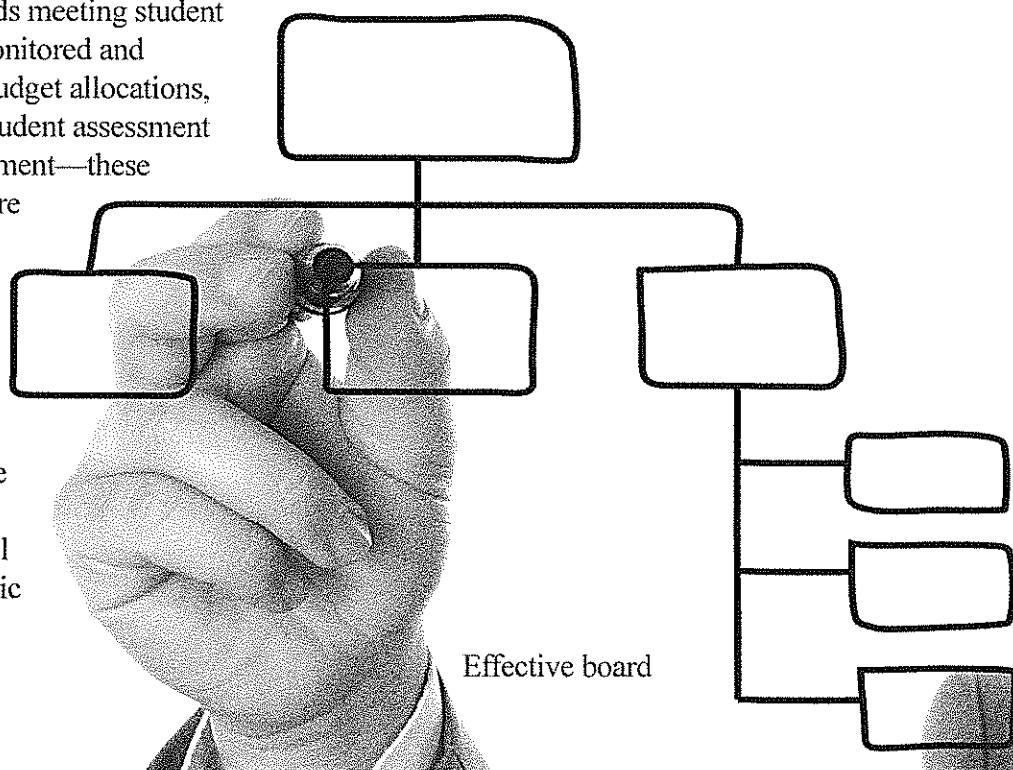 ds meeting student
onitored and
udget allocations,
udent assessment
ment—these
re
e
l
ic
Effective board